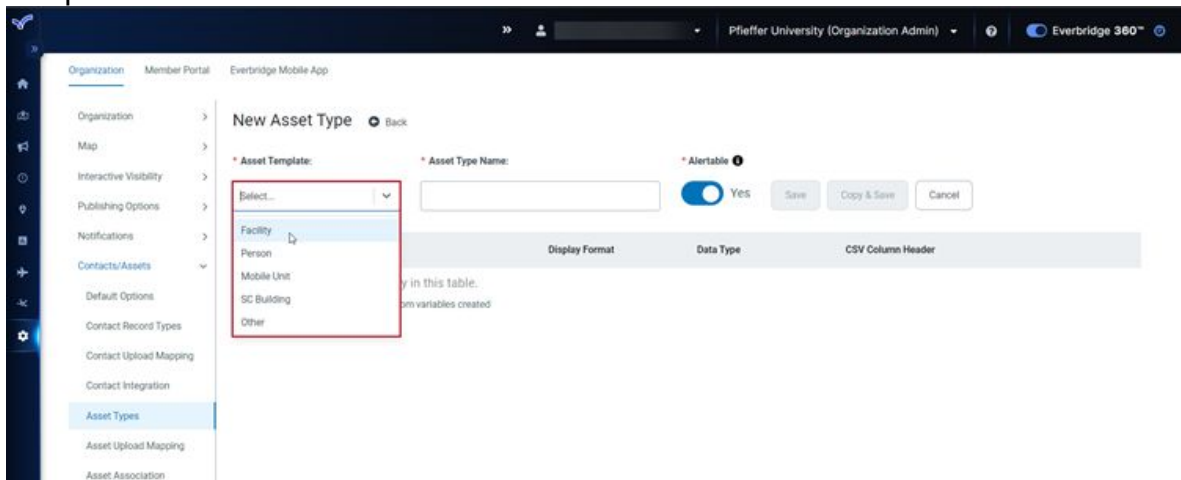 Pfieffer University (Organization Admin)
Everbridge 360™
Organization Member Portal Everbridge Mobile App
Organization
Map
Interactive Visibility
Publishing Options
Notifications
Contacts/Assets
Default Options
Contact Record Types
Contact Upload Mapping
Contact Integration
Asset Types
Asset Upload Mapping
Asset Association
New Asset Type Back
* Asset Template: * Asset Type Name: * Alertable
Select... Yes Save Copy & Save Cancel
Facility
Person
Mobile Unit
SC Building
Other
Display Format Data Type CSV Column Header
y in this table.
om variables created